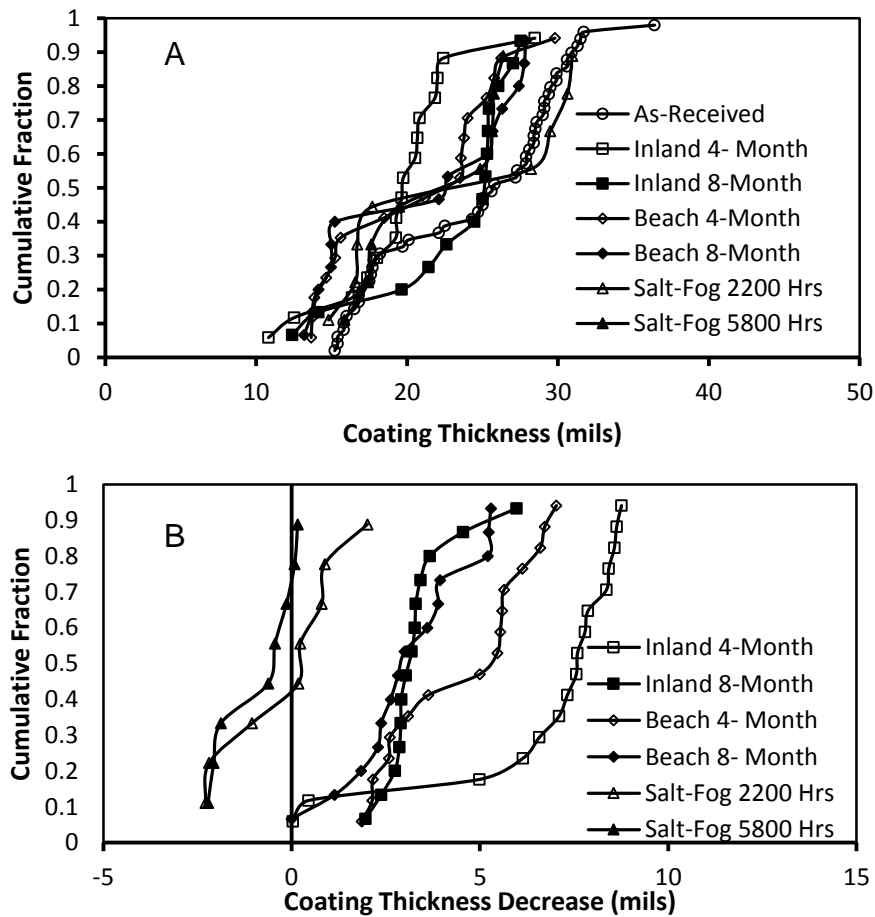 A
Cumulative Fraction
1
0.9
0.8
0.7
0.6
0.5
0.4
0.3
0.2
0.1
0
As-Received
Inland 4- Month
Inland 8-Month
Beach 4-Month
Beach 8-Month
Salt-Fog 2200 Hrs
Salt-Fog 5800 Hrs
0 10 20 30 40 50
Coating Thickness (mils)
B
Cumulative Fraction
1
0.9
0.8
0.7
0.6
0.5
0.4
0.3
0.2
0.1
0
Inland 4-Month
Inland 8-Month
Beach 4- Month
Beach 8- Month
Salt-Fog 2200 Hrs
Salt-Fog 5800 Hrs
-5 0 5 10 15
Coating Thickness Decrease (mils)